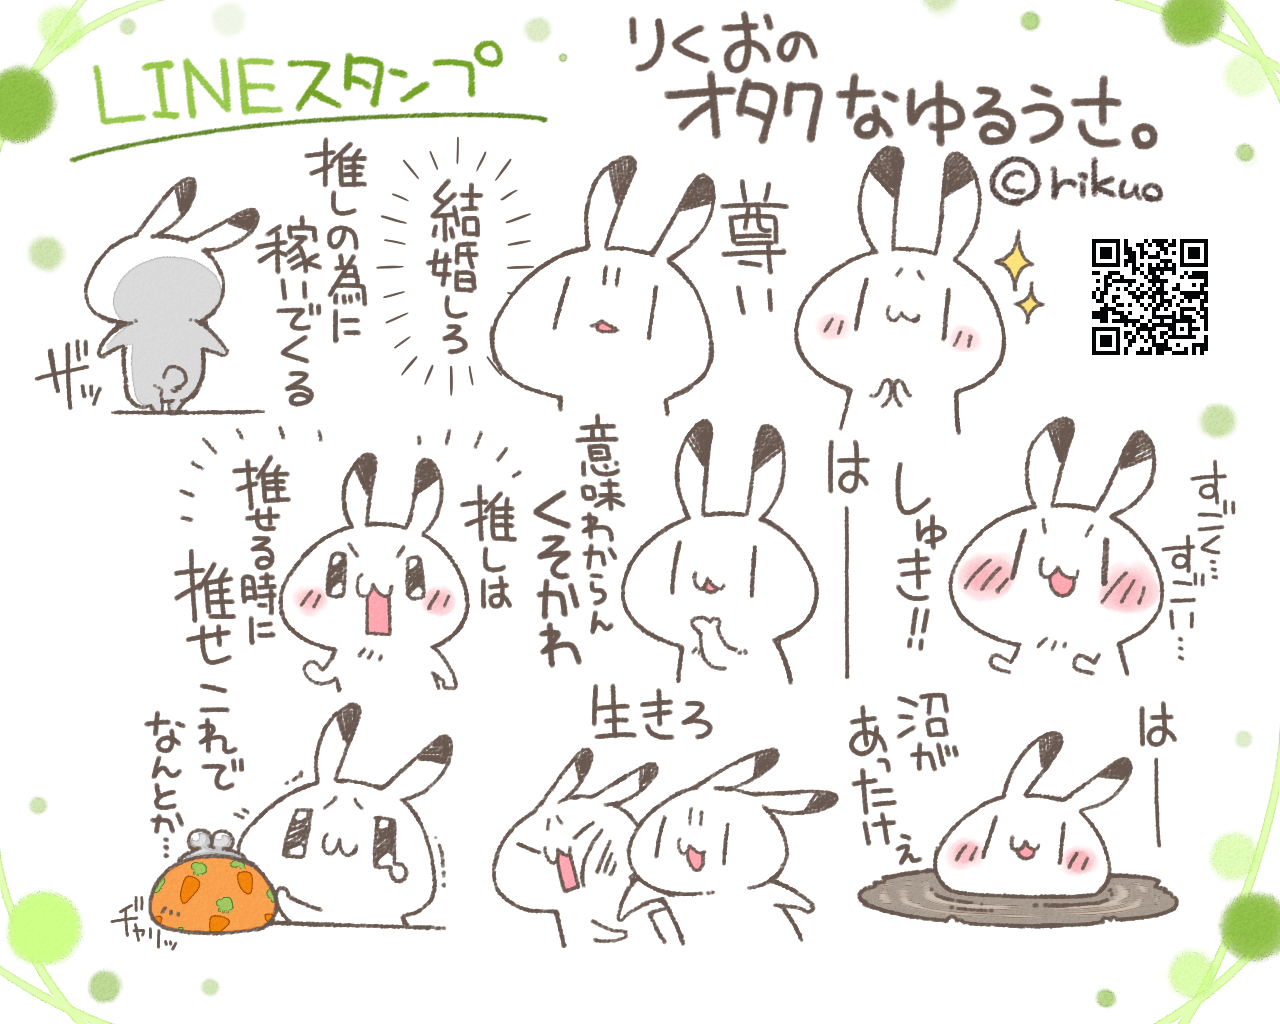 LINEスタンプ
りくおの
オタクなゆるうさ。
©rikuo
推しの為に
稼いでくる
ザッ
結婚しろ
尊い
推しは
推せる時に
推せ
意味わからん
くそかわ
はー
しゅき!!
すごく…
すごい…
これで
なんとか…
ヂャリッ
生きろ
はー
沼が
あったけぇ